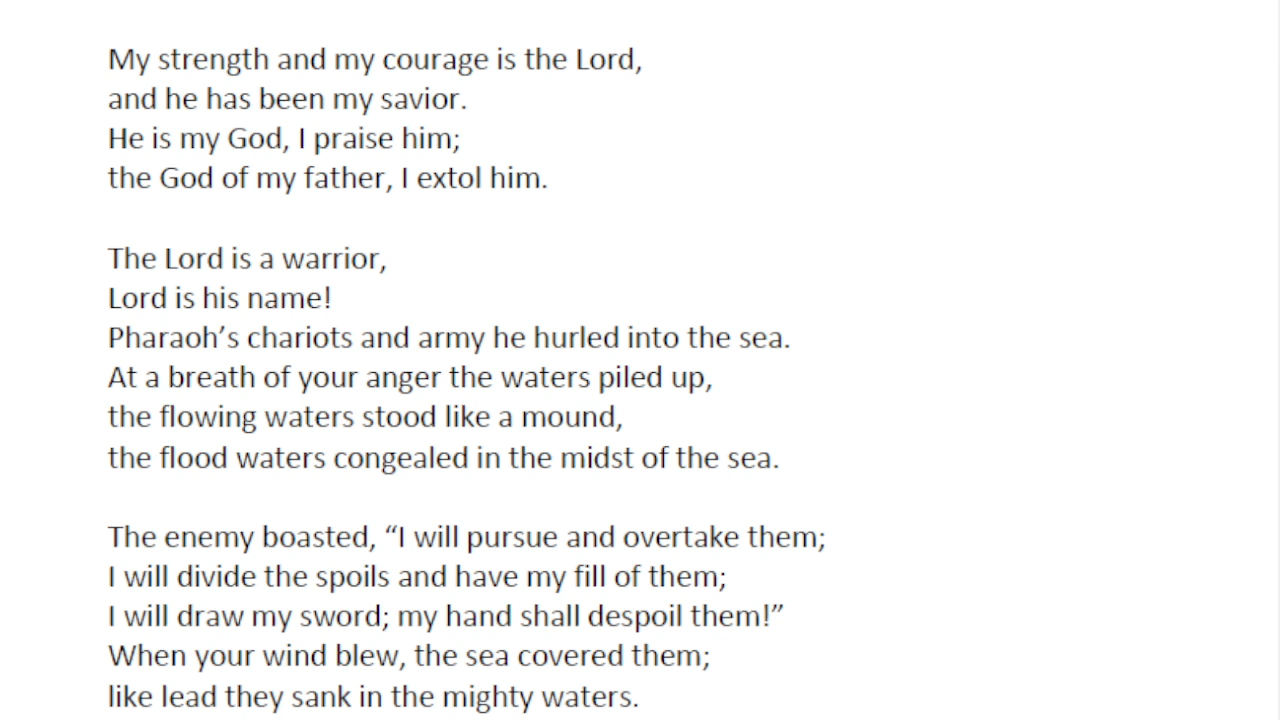 My strength and my courage is the Lord,
and he has been my savior.
He is my God, I praise him;
the God of my father, I extol him.
The Lord is a warrior,
Lord is his name!
Pharaoh’s chariots and army he hurled into the sea.
At a breath of your anger the waters piled up,
the flowing waters stood like a mound,
the flood waters congealed in the midst of the sea.
The enemy boasted, “I will pursue and overtake them;
I will divide the spoils and have my fill of them;
I will draw my sword; my hand shall despoil them!”
When your wind blew, the sea covered them;
like lead they sank in the mighty waters.